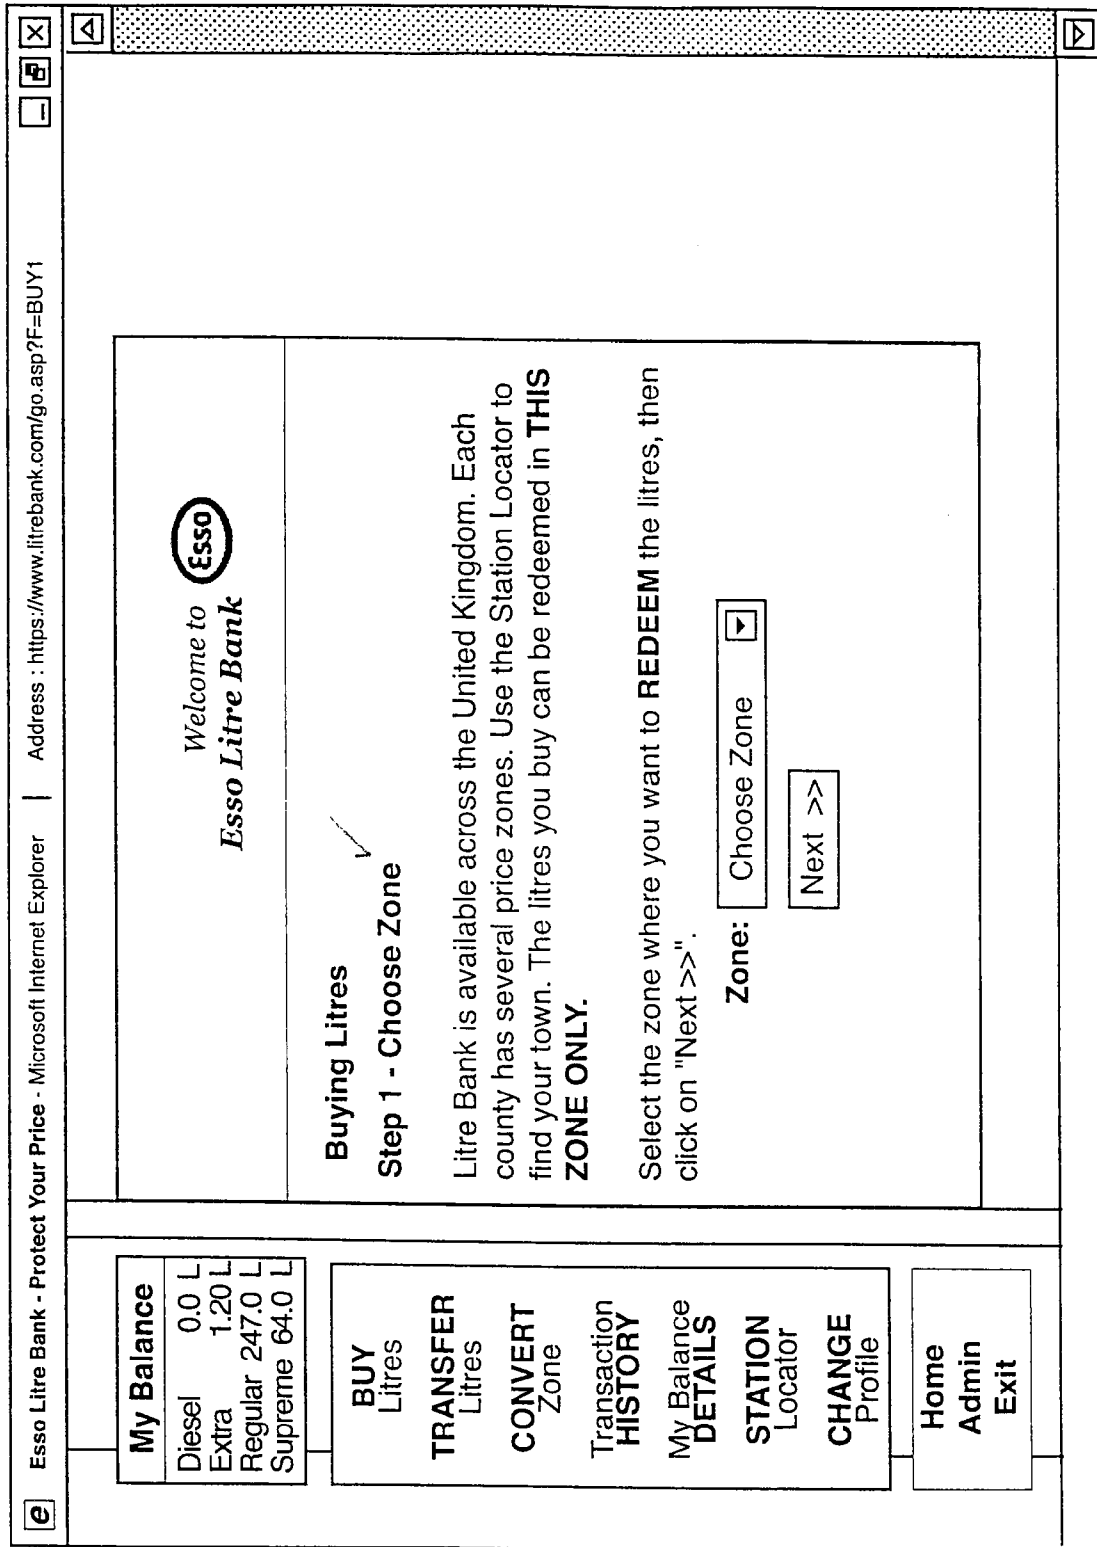 Esso Litre Bank - Protect Your Price - Microsoft Internet Explorer | Address : https://www.litrebank.com/go.asp?F=BUY1
My Balance
Diesel 0.0 L
Extra 1.20 L
Regular 247.0 L
Supreme 64.0 L
BUY
Litres
TRANSFER
Litres
CONVERT
Zone
Transaction
HISTORY
My Balance
DETAILS
STATION
Locator
CHANGE
Profile
Home
Admin
Exit
Welcome to
Esso Litre Bank
Esso
Buying Litres
Step 1 - Choose Zone
Litre Bank is available across the United Kingdom. Each
county has several price zones. Use the Station Locator to
find your town. The litres you buy can be redeemed in THIS
ZONE ONLY.
Select the zone where you want to REDEEM the litres, then
click on "Next >>".
Zone: Choose Zone
Next >>